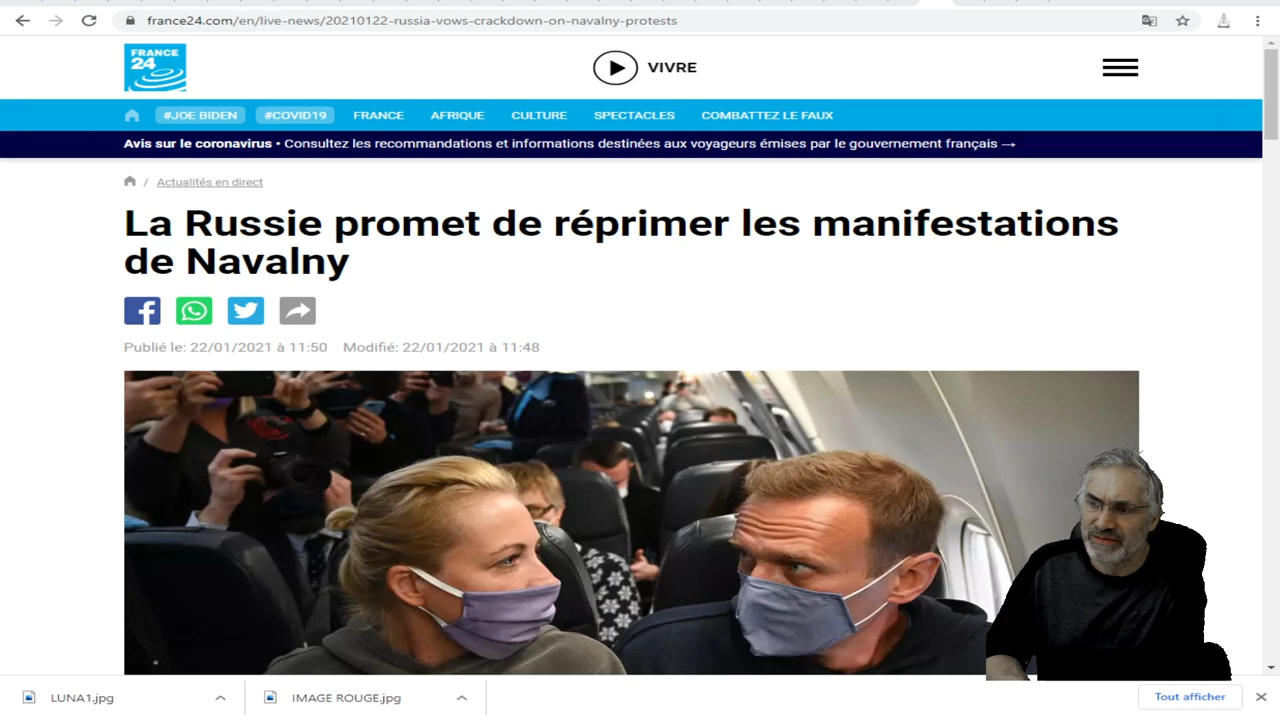 france24.com/en/live-news/20210122-russia-vows-crackdown-on-navalny-protests
FRANCE
24
VIVRE
#JOE BIDEN #COVID19 FRANCE AFRIQUE CULTURE SPECTACLES COMBATTEZ LE FAUX
Avis sur le coronavirus • Consultez les recommandations et informations destinées aux voyageurs émises par le gouvernement français →
/ Actualités en direct
La Russie promet de réprimer les manifestations
de Navalny
Publié le: 22/01/2021 à 11:50 Modifié: 22/01/2021 à 11:48
LUNA1.jpg IMAGE ROUGE.jpg Tout afficher